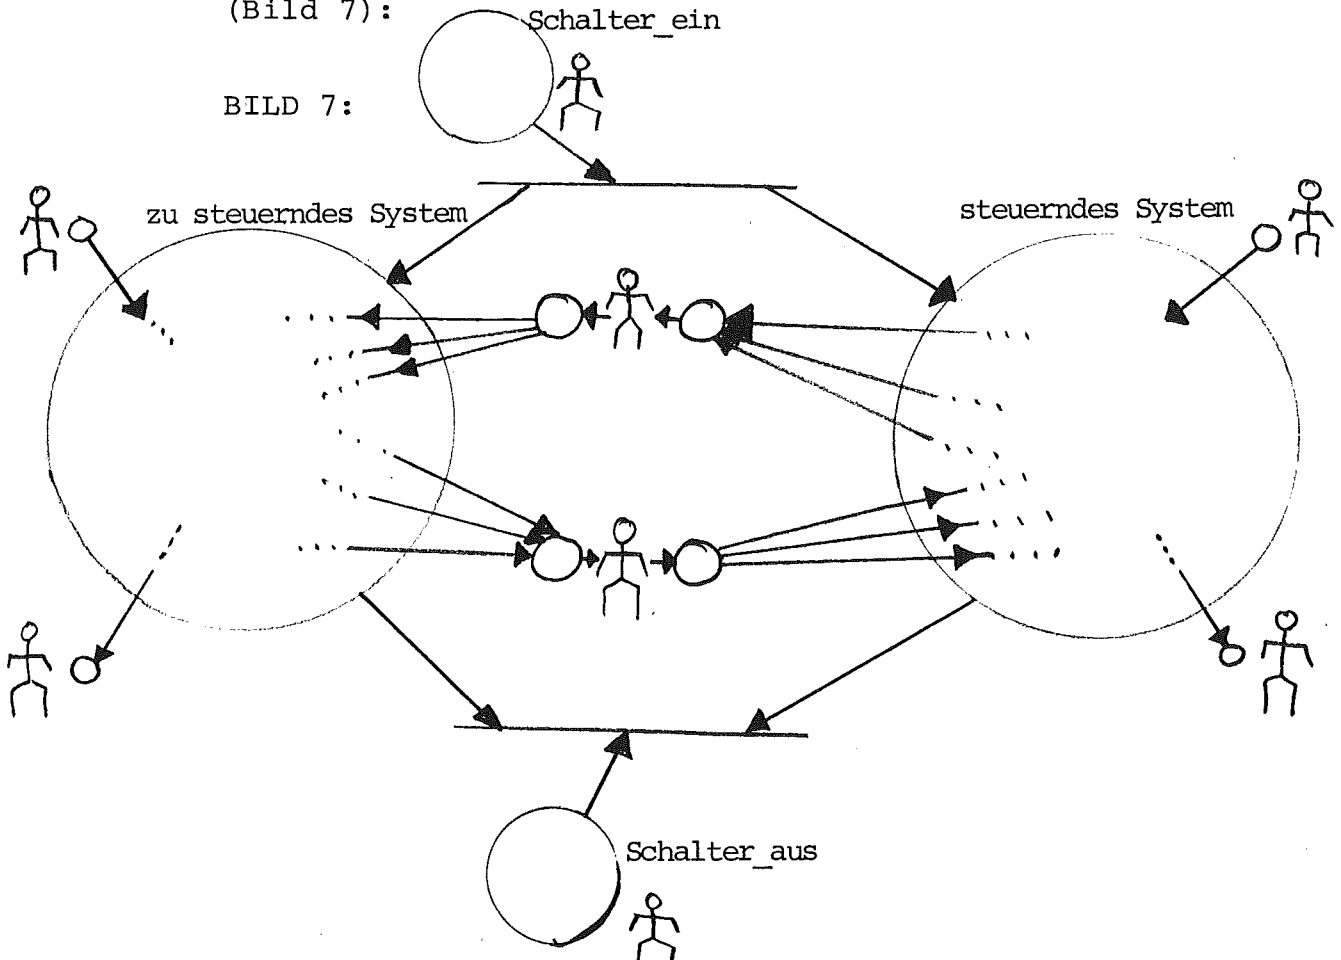 (Bild 7):
Schalter_ein
BILD 7:
zu steuerndes System
steuerndes System
Schalter_aus